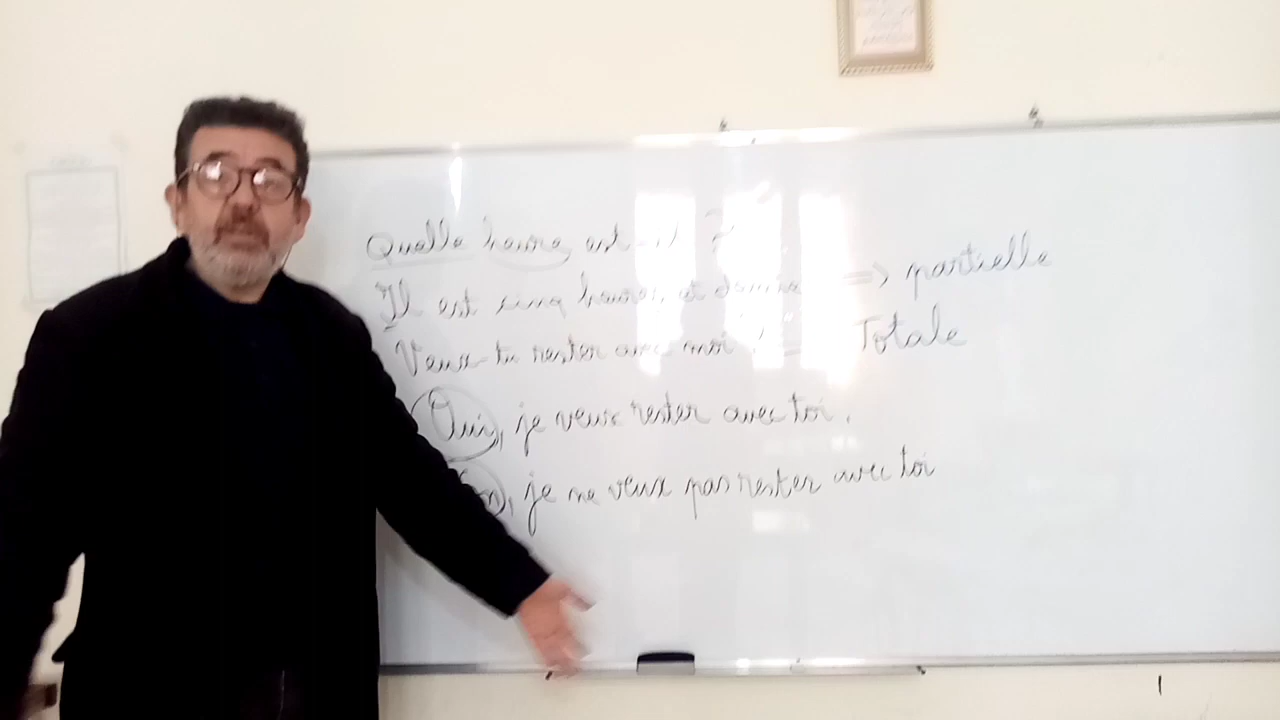 Quelle heure est-il ?
Il est cinq heures et demie => partielle
Veux-tu rester avec moi ? = Totale
Oui, je veux rester avec toi.
je ne veux pas rester avec toi